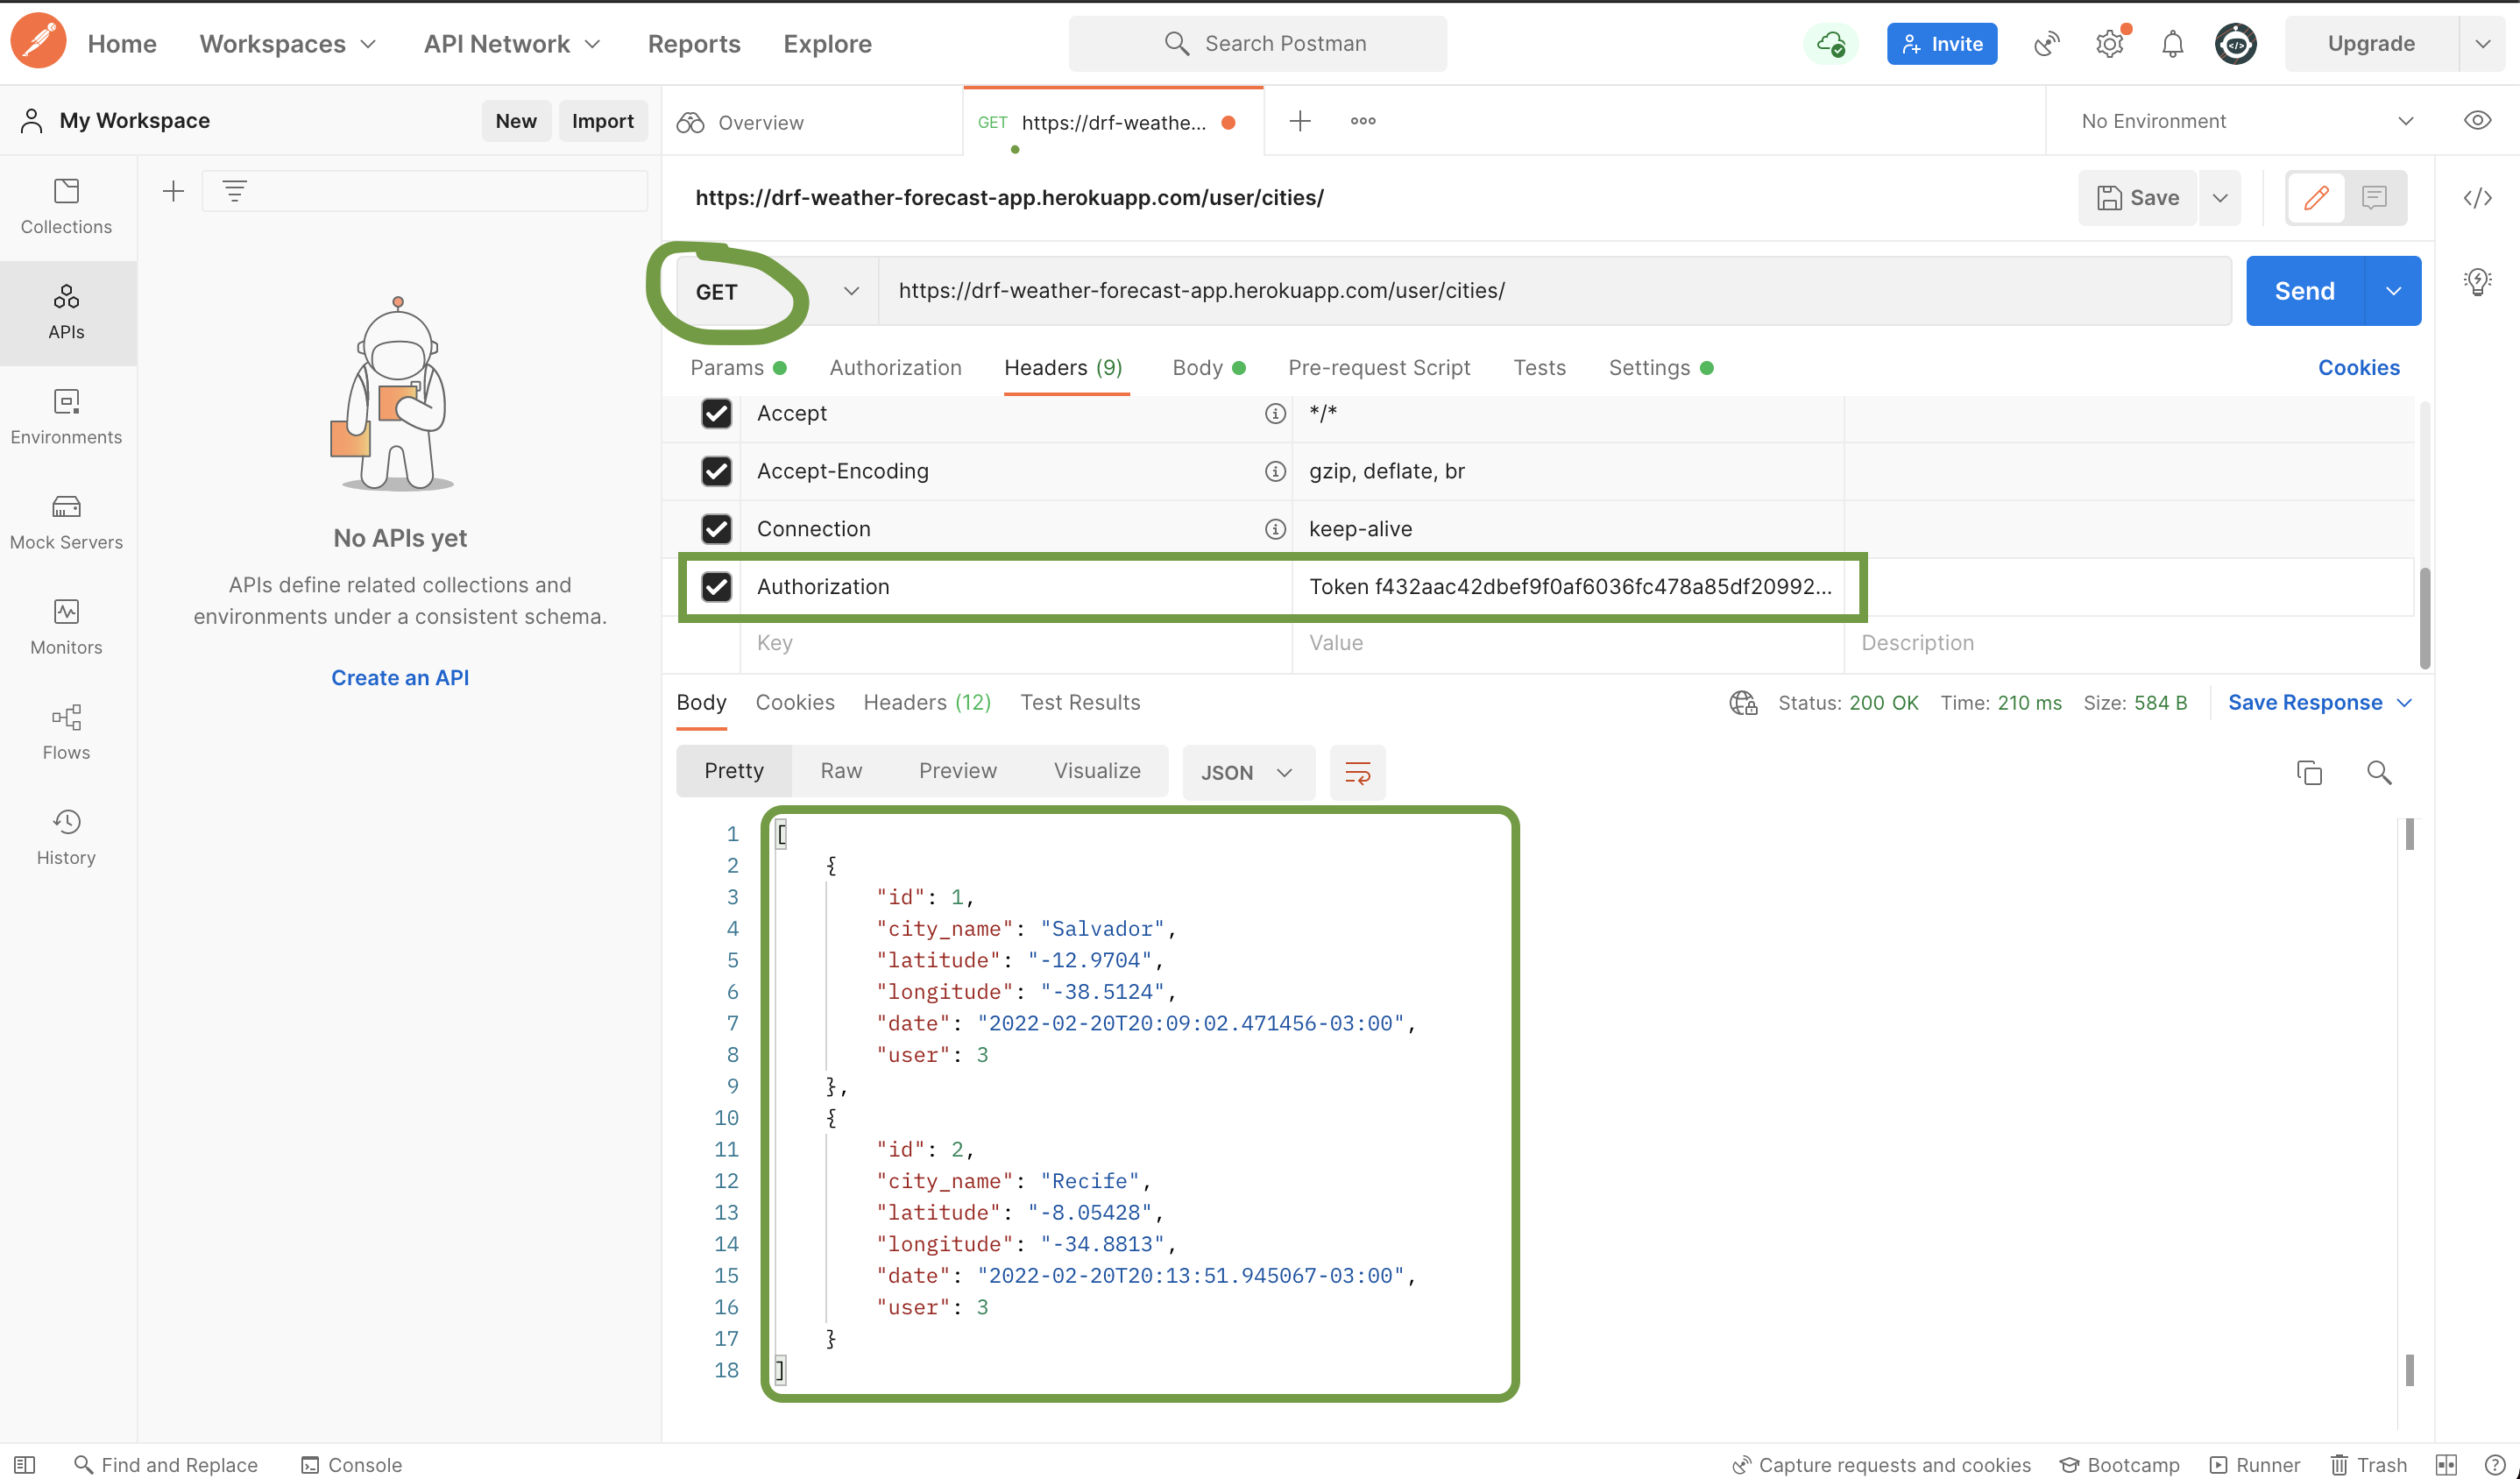 Home Workspaces API Network Reports Explore Search Postman Invite Upgrade
My Workspace New Import Overview GET https://drf-weathe... No Environment
Collections
APIs
Environments
Mock Servers
Monitors
Flows
History
No APIs yet
APIs define related collections and
environments under a consistent schema.
Create an API
https://drf-weather-forecast-app.herokuapp.com/user/cities/ Save
GET https://drf-weather-forecast-app.herokuapp.com/user/cities/ Send
Params Authorization Headers (9) Body Pre-request Script Tests Settings Cookies
Accept */*
Accept-Encoding gzip, deflate, br
Connection keep-alive
Authorization Token f432aac42dbef9f0af6036fc478a85df20992...
Key Value Description
Body Cookies Headers (12) Test Results Status: 200 OK Time: 210 ms Size: 584 B Save Response
Pretty Raw Preview Visualize JSON
1 [
2 {
3 "id": 1,
4 "city_name": "Salvador",
5 "latitude": "-12.9704",
6 "longitude": "-38.5124",
7 "date": "2022-02-20T20:09:02.471456-03:00",
8 "user": 3
9 },
10 {
11 "id": 2,
12 "city_name": "Recife",
13 "latitude": "-8.05428",
14 "longitude": "-34.8813",
15 "date": "2022-02-20T20:13:51.945067-03:00",
16 "user": 3
17 }
18 ]
Find and Replace Console Capture requests and cookies Bootcamp Runner Trash